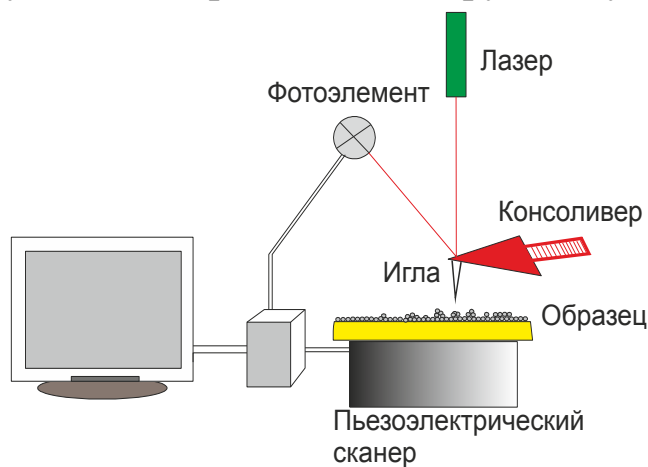 Лазер
Фотоэлемент
Консоливер
Игла
Образец
Пьезоэлектрический
сканер